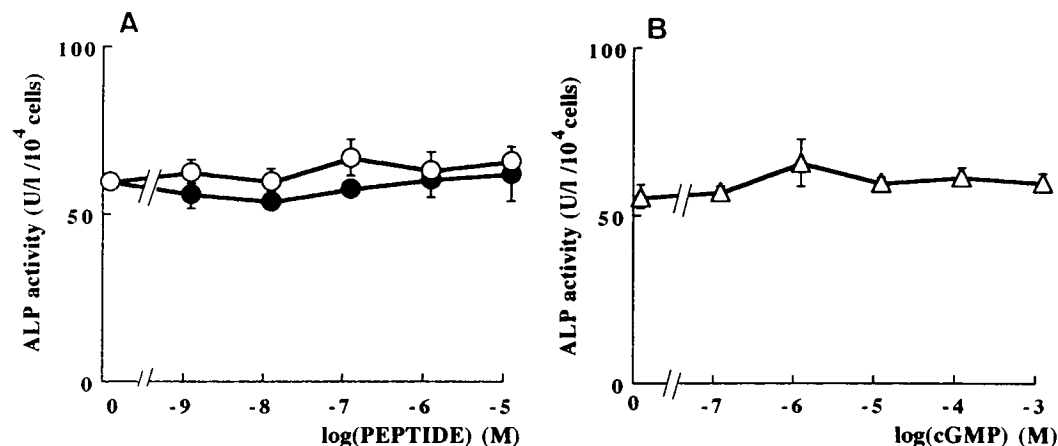 A
100
50
0
ALP activity (U/l /10⁴ cells)
0 -9 -8 -7 -6 -5
log(PEPTIDE) (M)
B
100
50
0
ALP activity (U/l /10⁴ cells)
0 -7 -6 -5 -4 -3
log(cGMP) (M)